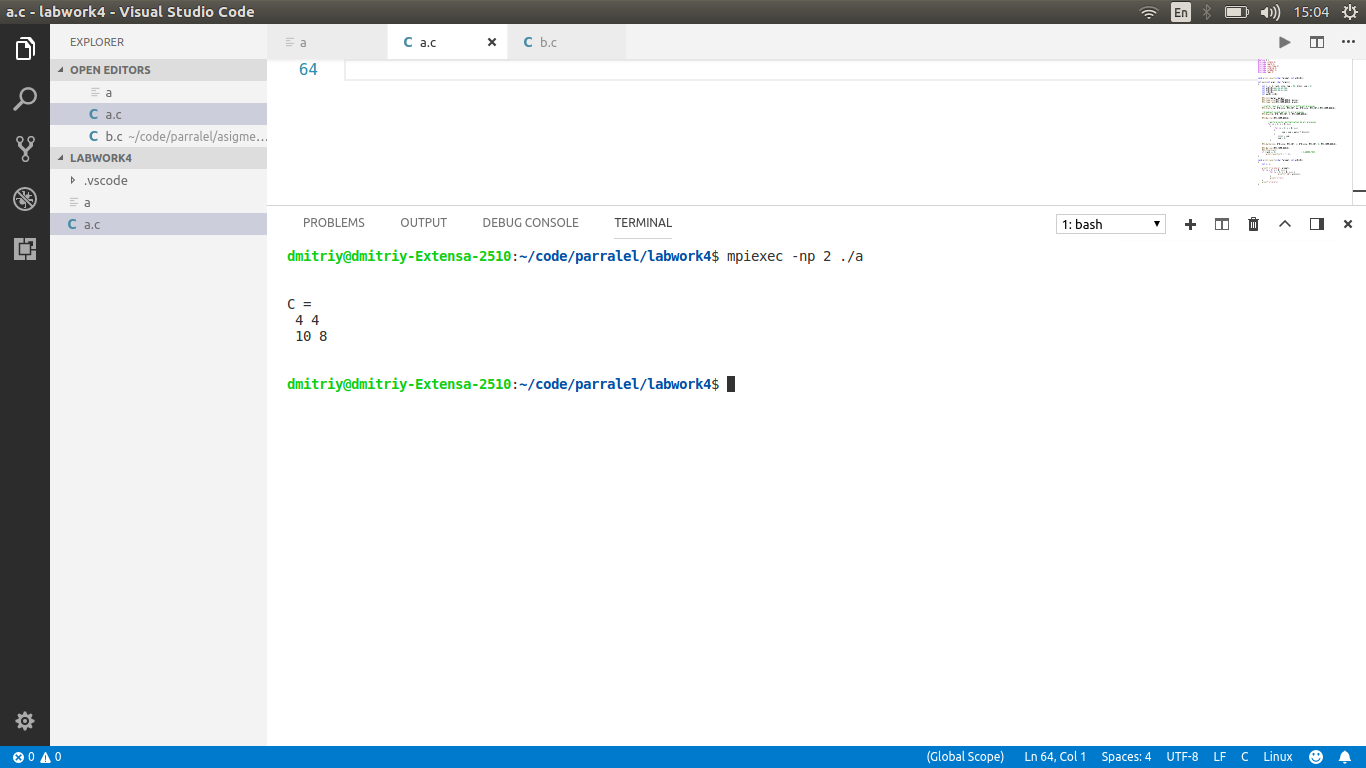 a.c - labwork4 - Visual Studio Code
En
15:04
EXPLORER
OPEN EDITORS
a
C a.c
C b.c ~/code/parralel/asigme...
LABWORK4
.vscode
a
C a.c
a
C a.c
C b.c
64
PROBLEMS
OUTPUT
DEBUG CONSOLE
TERMINAL
1: bash
dmitriy@dmitriy-Extensa-2510:~/code/parralel/labwork4$ mpiexec -np 2 ./a
C =
4 4
10 8
dmitriy@dmitriy-Extensa-2510:~/code/parralel/labwork4$
0 0
(Global Scope)
Ln 64, Col 1
Spaces: 4
UTF-8
LF
C
Linux